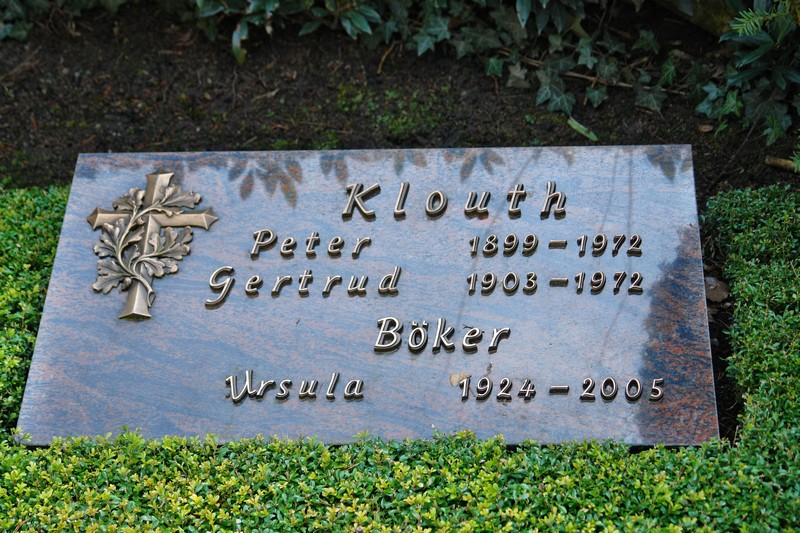 Klouth
Peter 1899 – 1972
Gertrud 1903 – 1972
Böker
Ursula 1924 – 2005